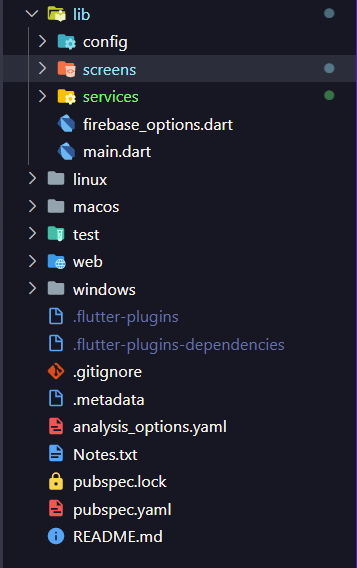 lib
config
screens
services
firebase_options.dart
main.dart
linux
macos
test
web
windows
.flutter-plugins
.flutter-plugins-dependencies
.gitignore
.metadata
analysis_options.yaml
Notes.txt
pubspec.lock
pubspec.yaml
README.md